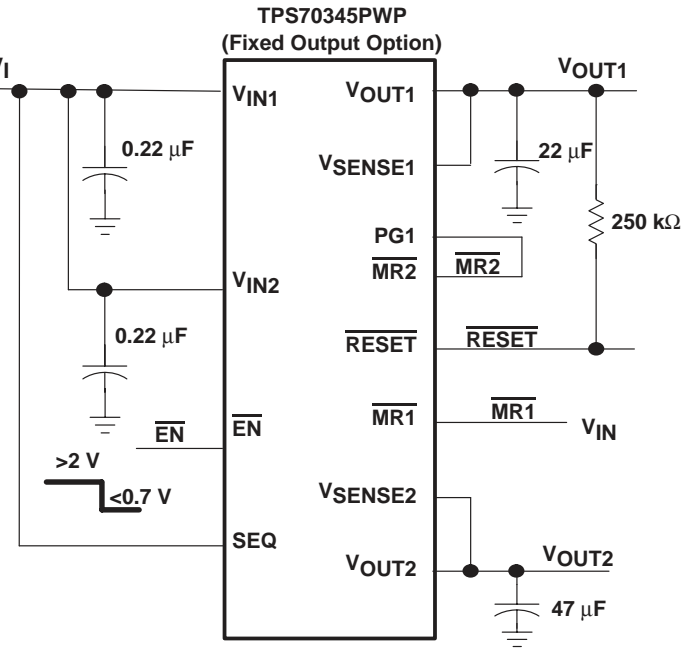 TPS70345PWP
(Fixed Output Option)
VI
VIN1
VOUT1
VOUT1
0.22 μF
VSENSE1
22 μF
250 kΩ
PG1
MR2
MR2
VIN2
0.22 μF
RESET
RESET
EN
EN
MR1
MR1
VIN
>2 V
<0.7 V
VSENSE2
SEQ
VOUT2
VOUT2
47 μF